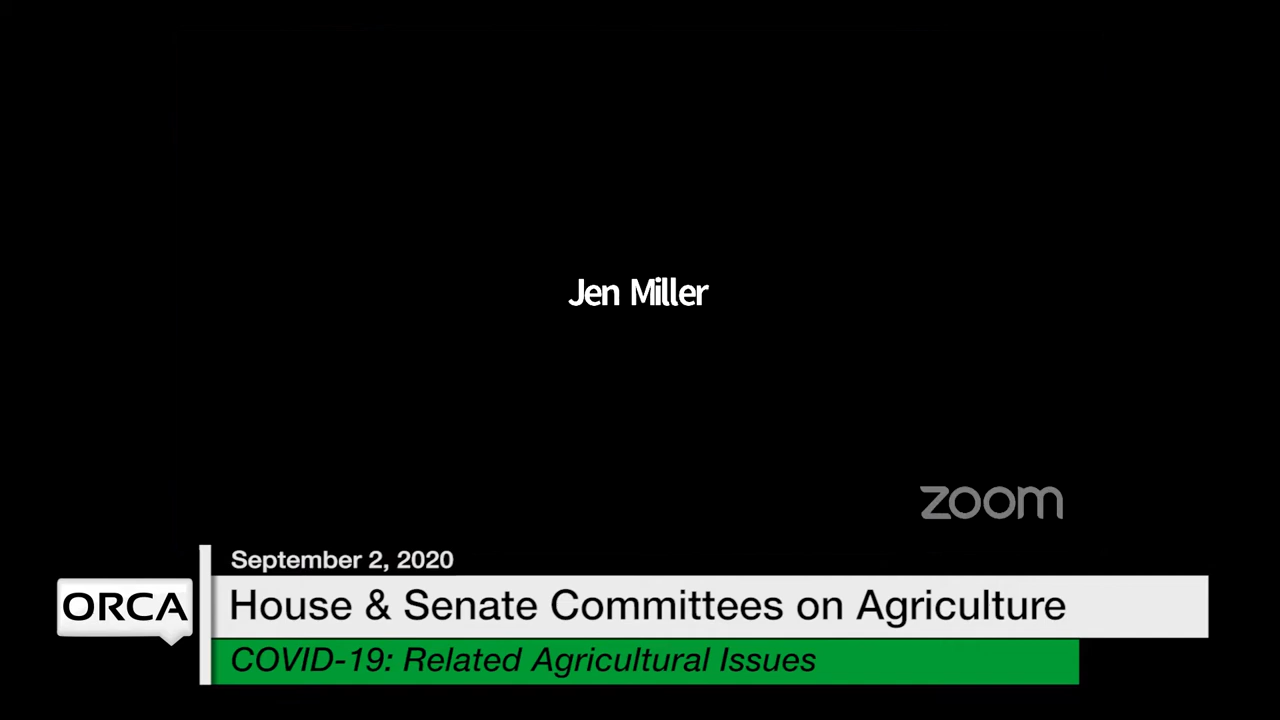 Jen Miller
zoom
September 2, 2020
ORCA
House & Senate Committees on Agriculture
COVID-19: Related Agricultural Issues